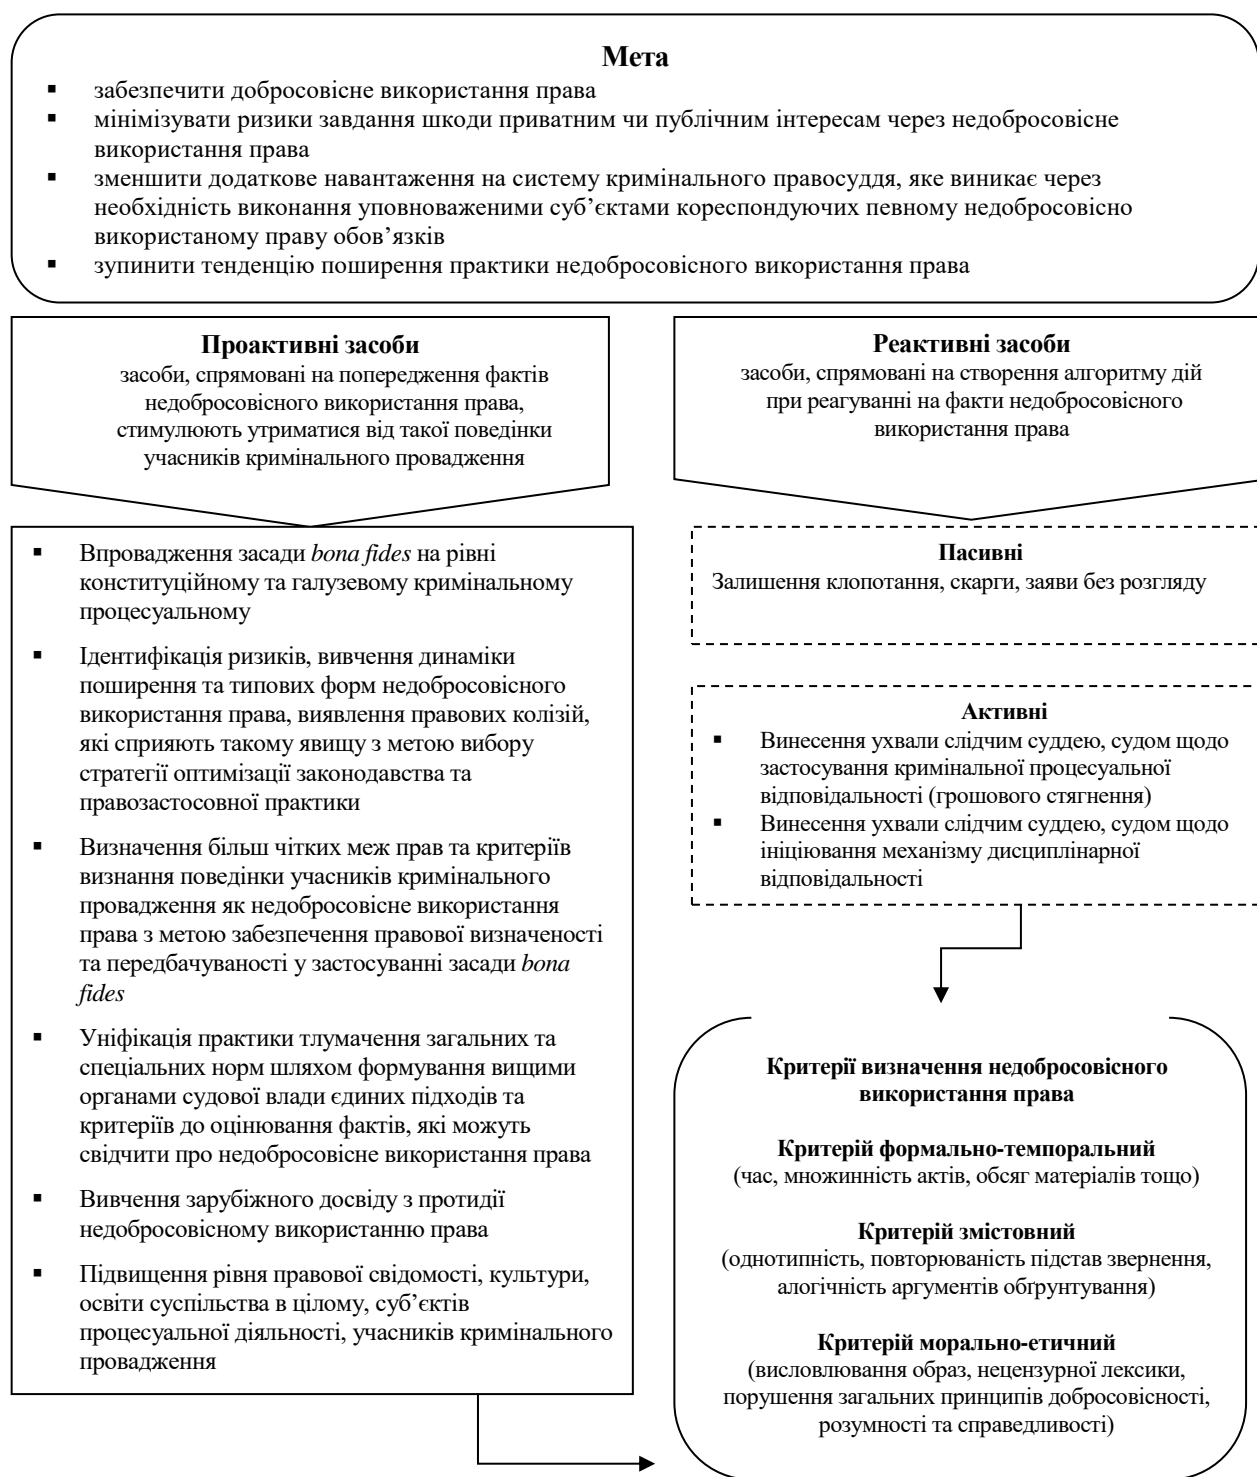 Мета
▪ забезпечити добросовісне використання права
▪ мінімізувати ризики завдання шкоди приватним чи публічним інтересам через недобросовісне
використання права
▪ зменшити додаткове навантаження на систему кримінального правосуддя, яке виникає через
необхідність виконання уповноваженими суб’єктами кореспондуючих певному недобросовісно
використаному праву обов’язків
▪ зупинити тенденцію поширення практики недобросовісного використання права
Проактивні засоби
засоби, спрямовані на попередження фактів
недобросовісного використання права,
стимулюють утриматися від такої поведінки
учасників кримінального провадження
▪ Впровадження засади bona fides на рівні
конституційному та галузевому кримінальному
процесуальному
▪ Ідентифікація ризиків, вивчення динаміки
поширення та типових форм недобросовісного
використання права, виявлення правових колізій,
які сприяють такому явищу з метою вибору
стратегії оптимізації законодавства та
правозастосовної практики
▪ Визначення більш чітких меж прав та критеріїв
визнання поведінки учасників кримінального
провадження як недобросовісне використання
права з метою забезпечення правової визначеності
та передбачуваності у застосуванні засади bona
fides
▪ Уніфікація практики тлумачення загальних та
спеціальних норм шляхом формування вищими
органами судової влади єдиних підходів та
критеріїв до оцінювання фактів, які можуть
свідчити про недобросовісне використання права
▪ Вивчення зарубіжного досвіду з протидії
недобросовісному використанню права
▪ Підвищення рівня правової свідомості, культури,
освіти суспільства в цілому, суб’єктів
процесуальної діяльності, учасників кримінального
провадження
Реактивні засоби
засоби, спрямовані на створення алгоритму дій
при реагуванні на факти недобросовісного
використання права
Пасивні
Залишення клопотання, скарги, заяви без розгляду
Активні
▪ Винесення ухвали слідчим суддею, судом щодо
застосування кримінальної процесуальної
відповідальності (грошового стягнення)
▪ Винесення ухвали слідчим суддею, судом щодо
ініціювання механізму дисциплінарної
відповідальності
Критерії визначення недобросовісного
використання права
Критерій формально-темпоральний
(час, множинність актів, обсяг матеріалів тощо)
Критерій змістовний
(однотипність, повторюваність підстав звернення,
алогічність аргументів обґрунтування)
Критерій морально-етичний
(висловлювання образ, нецензурної лексики,
порушення загальних принципів добросовісності,
розумності та справедливості)